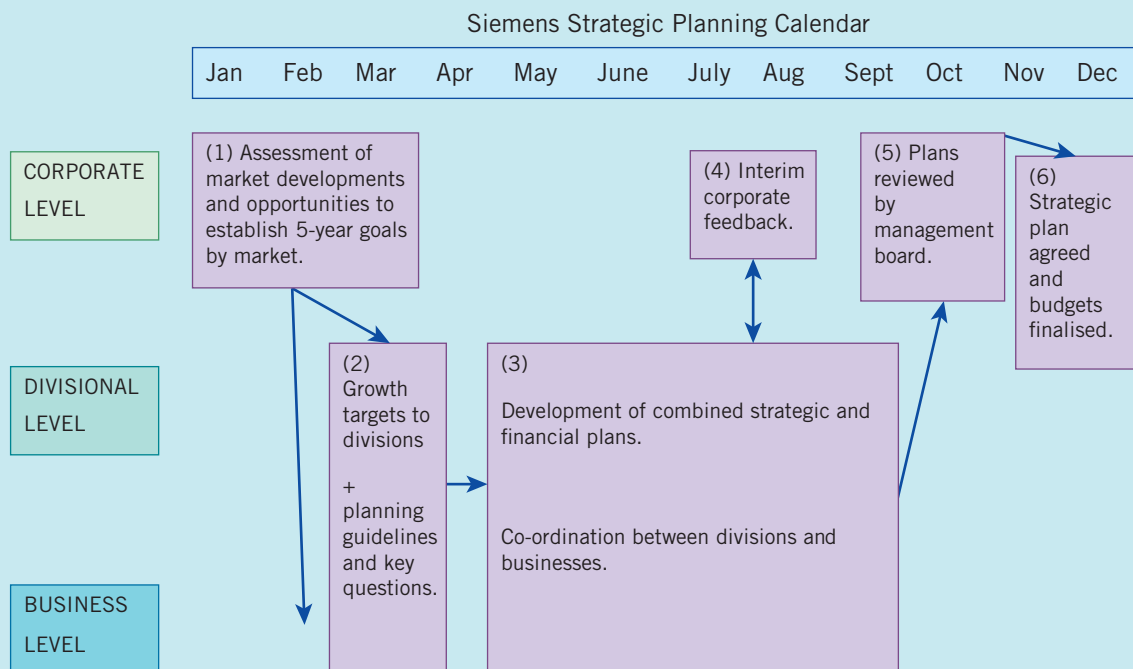 Siemens Strategic Planning Calendar
Jan Feb Mar Apr May June July Aug Sept Oct Nov Dec
CORPORATE
LEVEL
(1) Assessment of
market developments
and opportunities to
establish 5-year goals
by market.
(4) Interim
corporate
feedback.
(5) Plans
reviewed
by
management
board.
(6)
Strategic
plan
agreed
and
budgets
finalised.
DIVISIONAL
LEVEL
(2)
Growth
targets to
divisions
+
planning
guidelines
and key
questions.
(3)
Development of combined strategic and
financial plans.
Co-ordination between divisions and
businesses.
BUSINESS
LEVEL